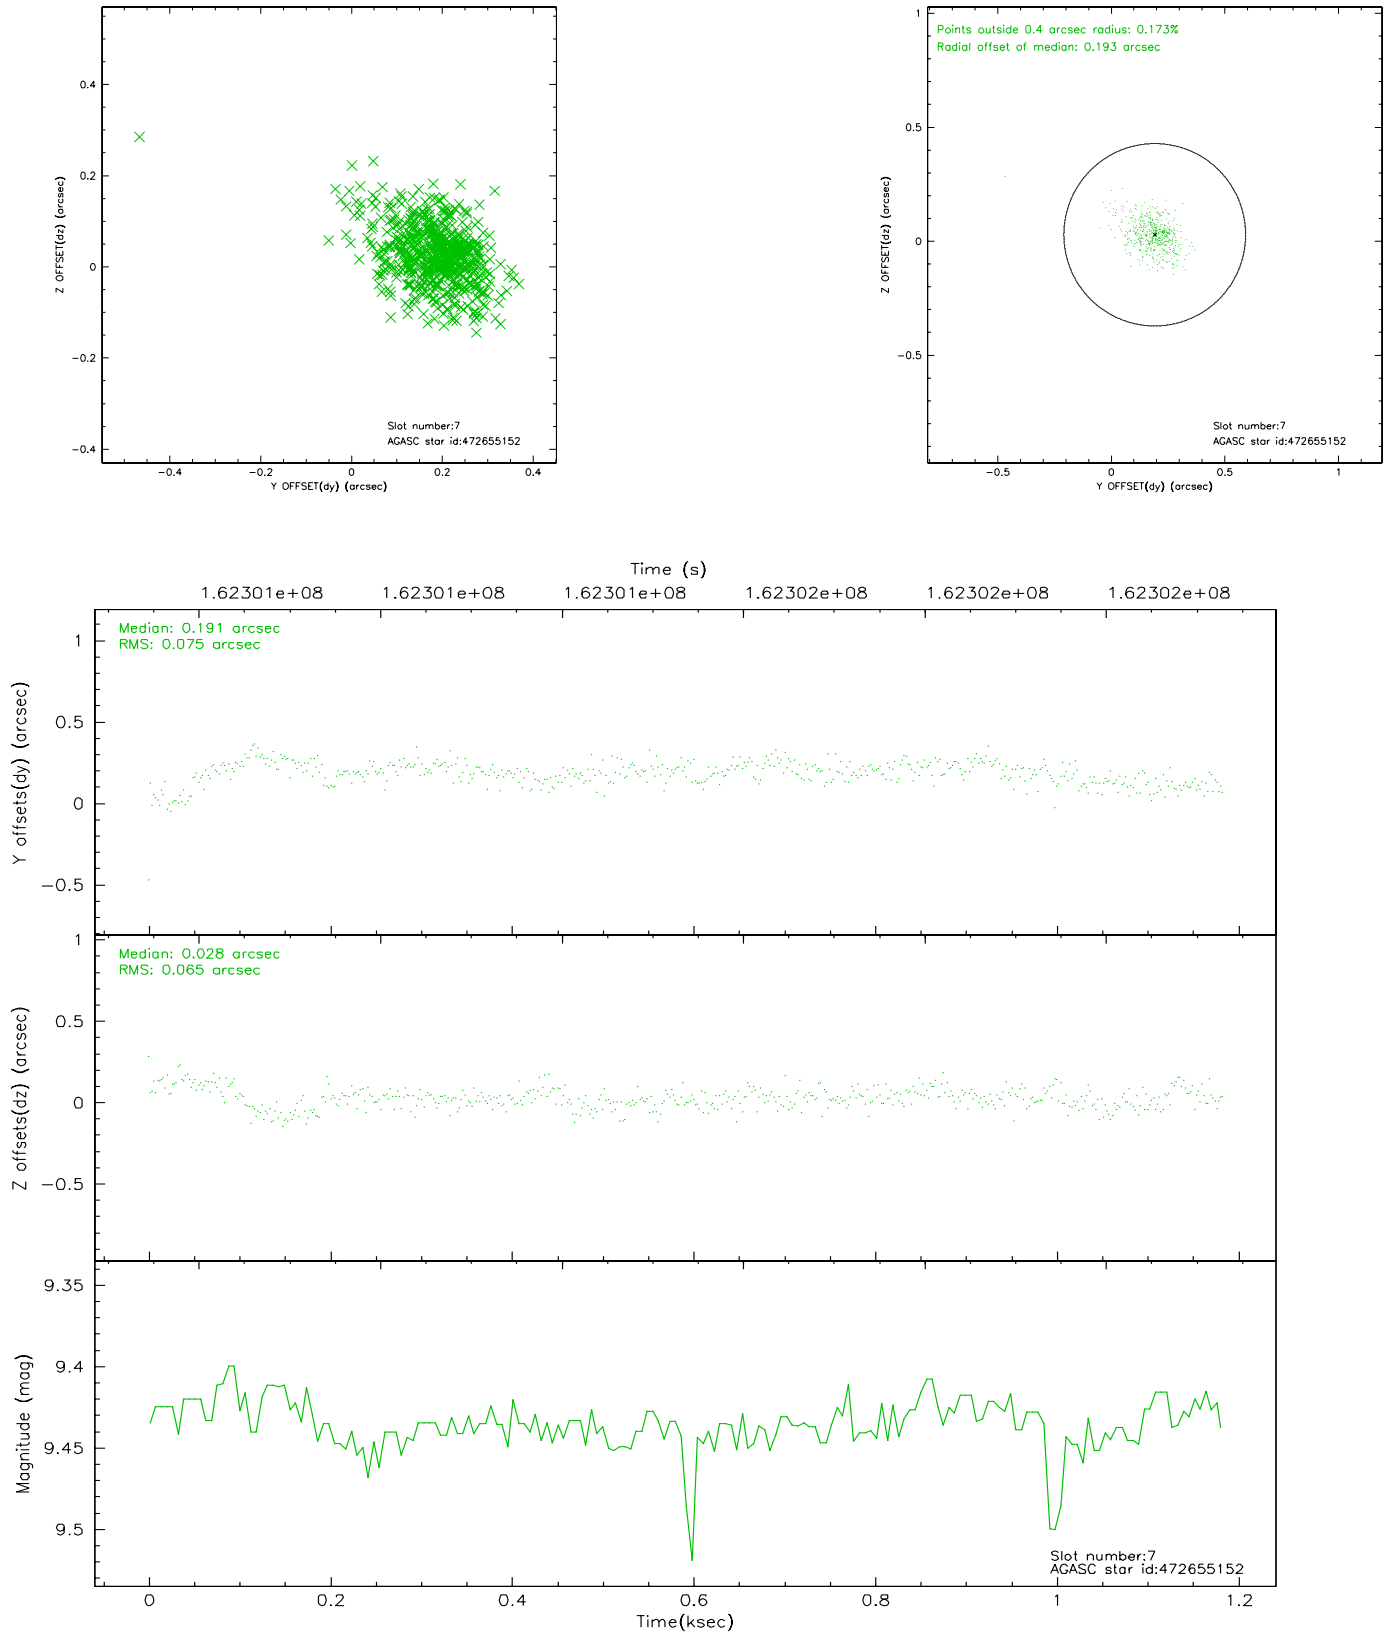 0.4
0.2
0
−0.2
−0.4
Z OFFSET(dz) (arcsec)
−0.4 −0.2 0 0.2 0.4
Y OFFSET(dy) (arcsec)
Slot number:7
AGASC star id:472655152
Points outside 0.4 arcsec radius: 0.173%
Radial offset of median: 0.193 arcsec
1
0.5
0
−0.5
Z OFFSET(dz) (arcsec)
−0.5 0 0.5 1
Y OFFSET(dy) (arcsec)
Slot number:7
AGASC star id:472655152
Time (s)
1.62301e+08 1.62301e+08 1.62301e+08 1.62302e+08 1.62302e+08 1.62302e+08
Median: 0.191 arcsec
RMS: 0.075 arcsec
1
0.5
0
−0.5
Y offsets(dy) (arcsec)
Median: 0.028 arcsec
RMS: 0.065 arcsec
1
0.5
0
−0.5
Z offsets(dz) (arcsec)
9.35
9.4
9.45
9.5
Magnitude (mag)
Slot number:7
AGASC star id:472655152
0 0.2 0.4 0.6 0.8 1 1.2
Time(ksec)